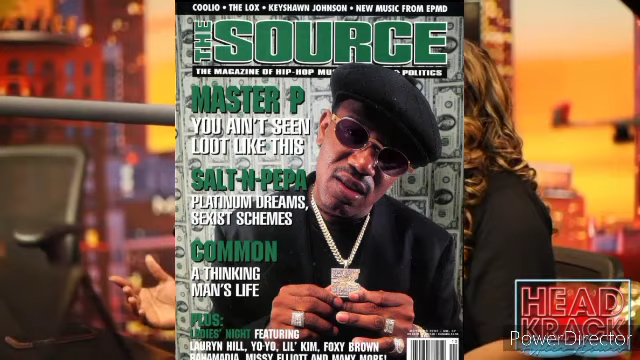 COOLIO • THE LOX • KEYSHAWN JOHNSON • NEW MUSIC FROM EPMD
THE SOURCE
THE MAGAZINE OF HIP-HOP POLITICS
MASTER P
YOU AIN'T SEEN
LOOT LIKE THIS
SALT-N-PEPA
PLATINUM DREAMS,
SEXIST SCHEMES
COMMON
A THINKING
MAN'S LIFE
PLUS:
LADIES' NIGHT FEATURING
LAURYN HILL, YO-YO, LIL' KIM, FOXY BROWN
BAHAMADIA, MISSY ELLIOTT AND MANY MORE!
HEAD
KRACK
PowerDirector